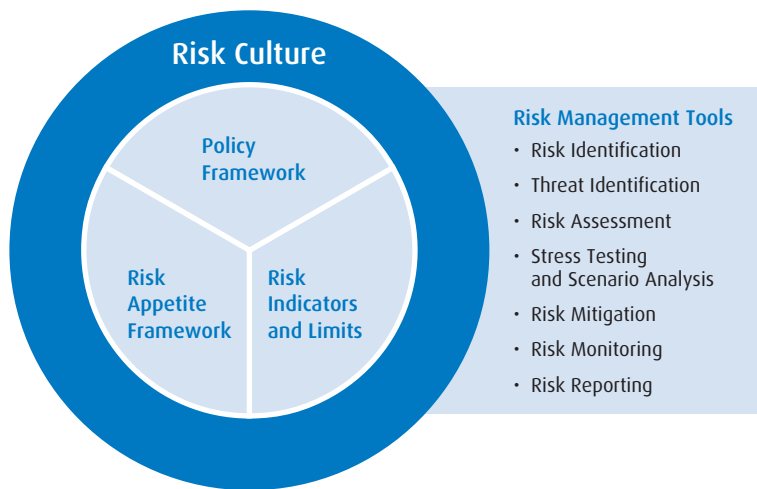 Risk Culture
Policy
Framework
Risk
Appetite
Framework
Risk
Indicators
and Limits
Risk Management Tools
• Risk Identification
• Threat Identification
• Risk Assessment
• Stress Testing
and Scenario Analysis
• Risk Mitigation
• Risk Monitoring
• Risk Reporting